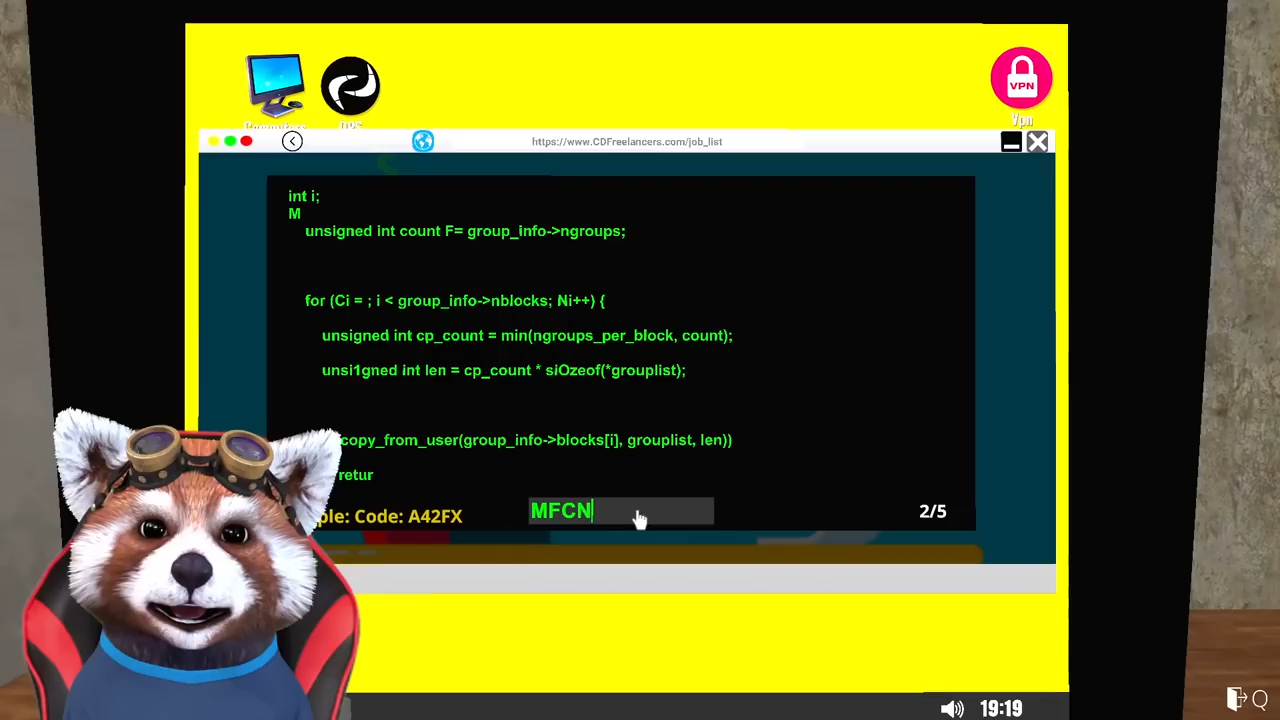 VPN
Vpn
https://www.CDFreelancers.com/job_list
int i;
M
unsigned int count F= group_info->ngroups;
for (Ci = ; i < group_info->nblocks; Ni++) {
unsigned int cp_count = min(ngroups_per_block, count);
unsi1gned int len = cp_count * siOzeof(*grouplist);
copy_from_user(group_info->blocks[i], grouplist, len))
retur
Code: A42FX
MFCN
2/5
19:19
Q